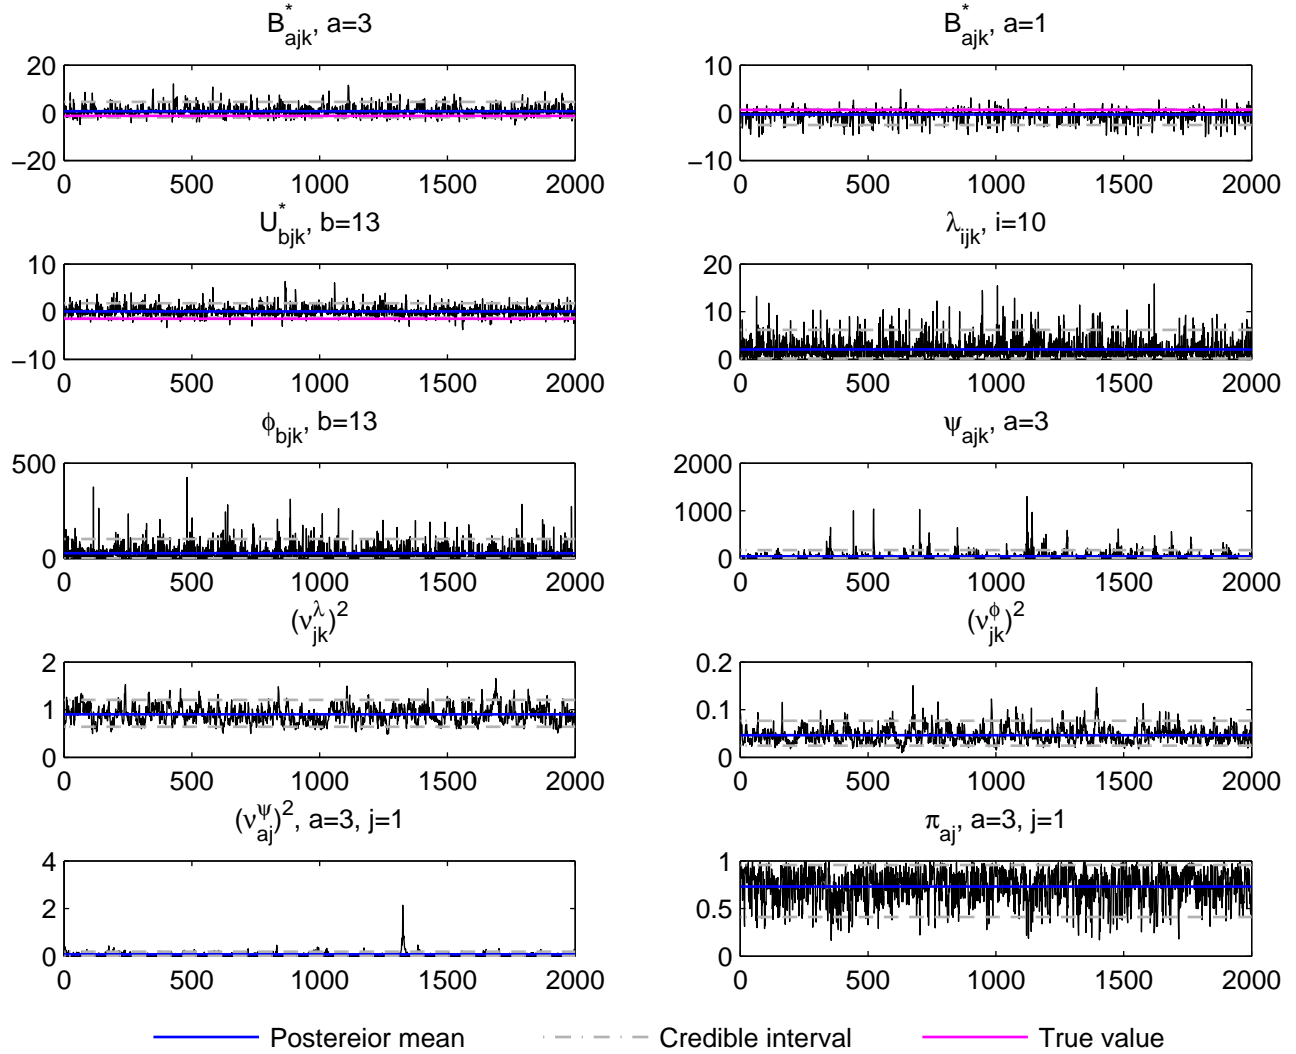 B*ajk, a=3
B*ajk, a=1
20
0
−10
−20
0 500 1000 1500 2000
10
0
−10
0 500 1000 1500 2000
U*bjk, b=13
λijk, i=10
10
0
−10
0 500 1000 1500 2000
20
10
0
0 500 1000 1500 2000
ϕbjk, b=13
ψajk, a=3
500
0
0 500 1000 1500 2000
2000
1000
0
0 500 1000 1500 2000
(νλjk)2
(νϕjk)2
2
1
0
0 500 1000 1500 2000
0.2
0.1
0
0 500 1000 1500 2000
(νψaj)2, a=3, j=1
πaj, a=3, j=1
4
2
0
0 500 1000 1500 2000
1
0.5
0
0 500 1000 1500 2000
Postereior mean Credible interval True value